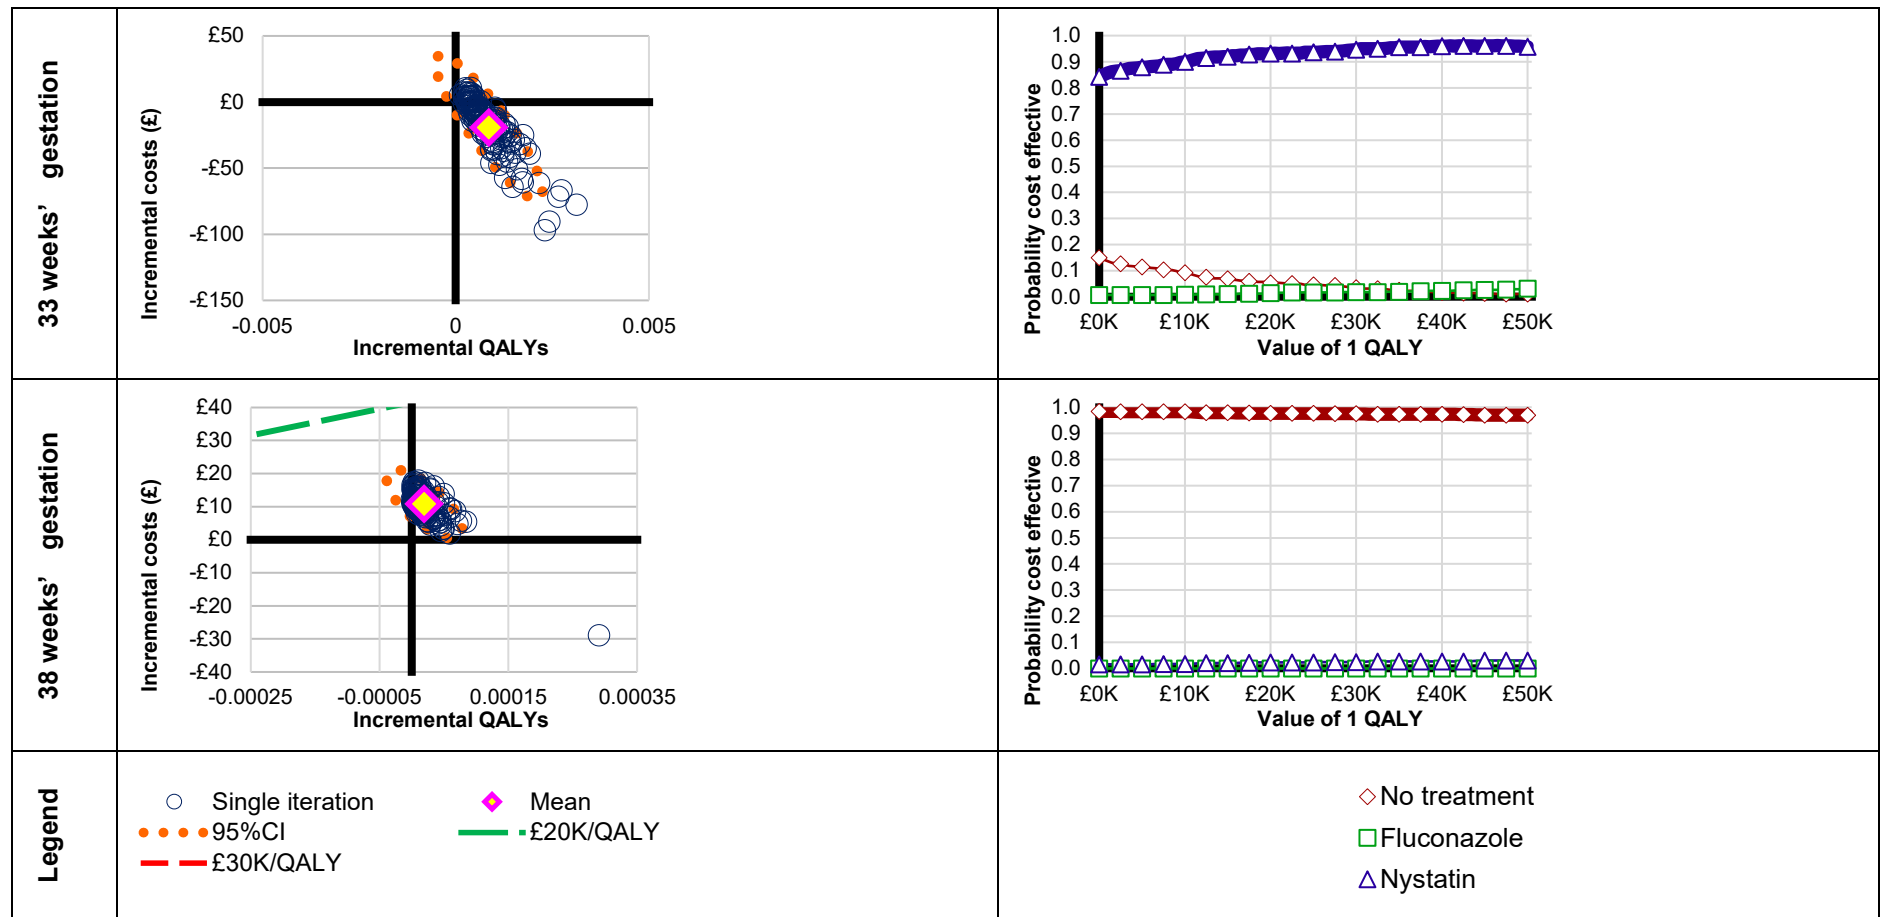 33 weeks' gestation
Incremental costs (£)
£50
£0
-£50
-£100
-£150
-0.005
0
0.005
Incremental QALYs
Probability cost effective
1.0
0.9
0.8
0.7
0.6
0.5
0.4
0.3
0.2
0.1
0.0
£0K
£10K
£20K
£30K
£40K
£50K
Value of 1 QALY
38 weeks' gestation
Incremental costs (£)
£40
£30
£20
£10
£0
-£10
-£20
-£30
-£40
-0.00025
-0.00005
0.00015
0.00035
Incremental QALYs
Probability cost effective
1.0
0.9
0.8
0.7
0.6
0.5
0.4
0.3
0.2
0.1
0.0
£0K
£10K
£20K
£30K
£40K
£50K
Value of 1 QALY
Legend
Single iteration
Mean
95%CI
£20K/QALY
£30K/QALY
No treatment
Fluconazole
Nystatin